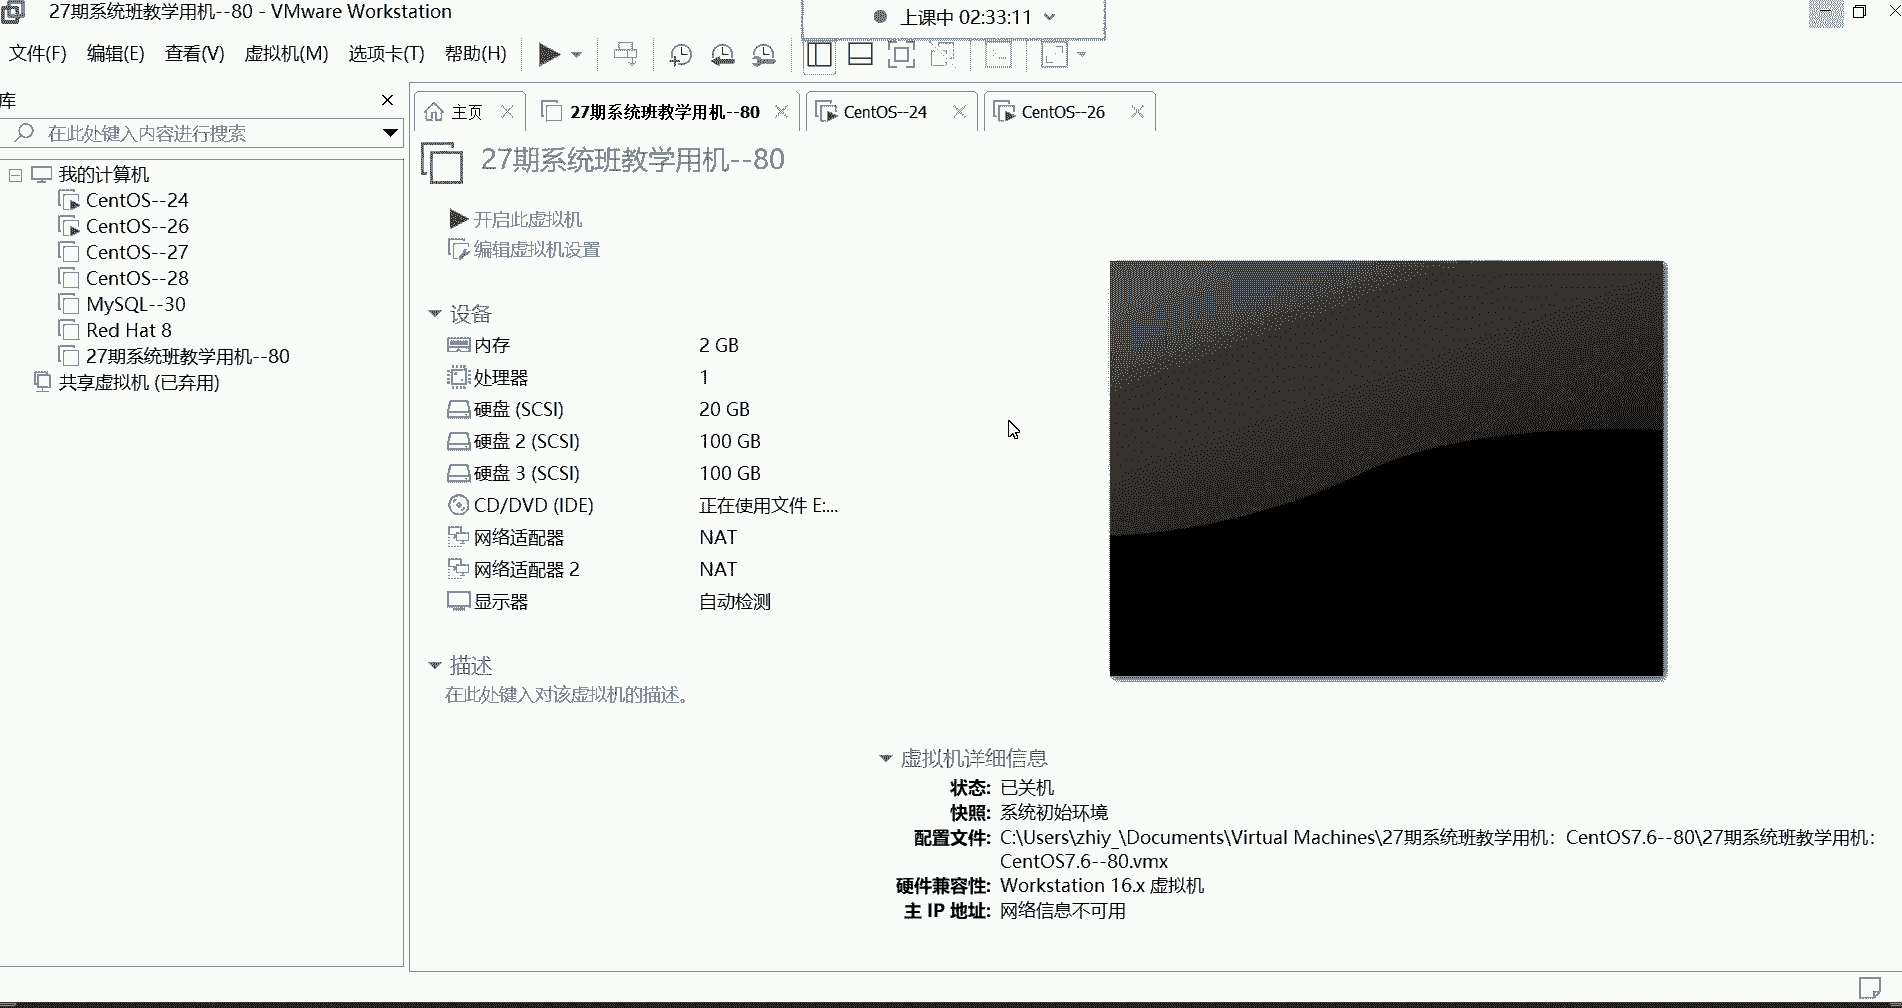 27期系统班教学用机--80 - VMware Workstation
上课中 02:33:11
文件(F) 编辑(E) 查看(V) 虚拟机(M) 选项卡(T) 帮助(H)
库
在此处键入内容进行搜索
我的计算机
CentOS--24
CentOS--26
CentOS--27
CentOS--28
MySQL--30
Red Hat 8
27期系统班教学用机--80
共享虚拟机 (已弃用)
主页 27期系统班教学用机--80 CentOS--24 CentOS--26
27期系统班教学用机--80
开启此虚拟机
编辑虚拟机设置
设备
内存 2 GB
处理器 1
硬盘 (SCSI) 20 GB
硬盘 2 (SCSI) 100 GB
硬盘 3 (SCSI) 100 GB
CD/DVD (IDE) 正在使用文件 E:...
网络适配器 NAT
网络适配器 2 NAT
显示器 自动检测
描述
在此处键入对该虚拟机的描述。
虚拟机详细信息
状态: 已关机
快照: 系统初始环境
配置文件: C:\Users\zhiy_\Documents\Virtual Machines\27期系统班教学用机：CentOS7.6--80\27期系统班教学用机：
CentOS7.6--80.vmx
硬件兼容性: Workstation 16.x 虚拟机
主 IP 地址: 网络信息不可用